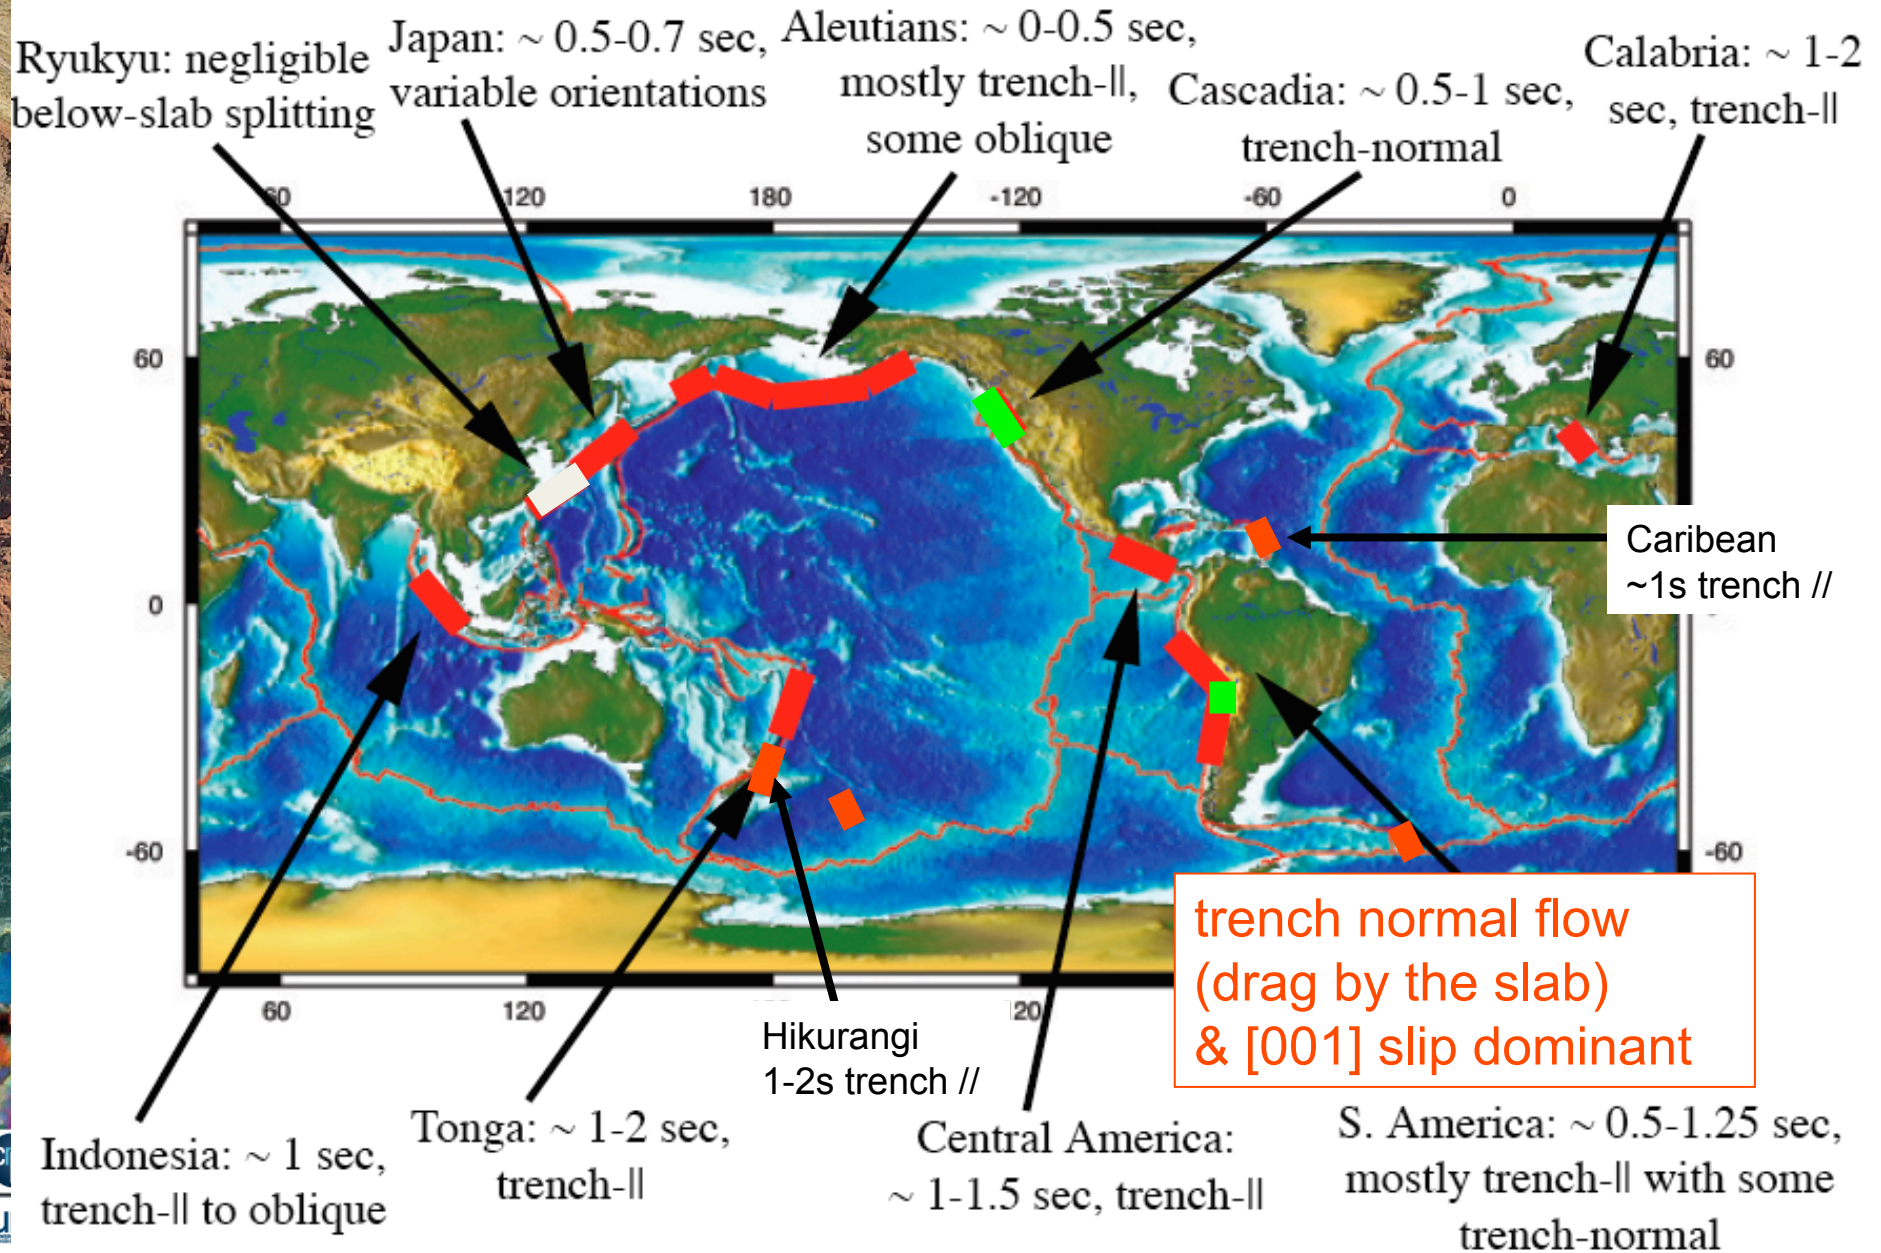 Ryukyu: negligible
below-slab splitting
Japan: ~ 0.5-0.7 sec,
variable orientations
Aleutians: ~ 0-0.5 sec,
mostly trench-||,
some oblique
Cascadia: ~ 0.5-1 sec,
trench-normal
Calabria: ~ 1-2
sec, trench-||
60 120 180 -120 -60 0
60 60
0
-60 -60
Caribean
~1s trench //
trench normal flow
(drag by the slab)
& [001] slip dominant
60 120 20
Hikurangi
1-2s trench //
Indonesia: ~ 1 sec,
trench-|| to oblique
Tonga: ~ 1-2 sec,
trench-||
Central America:
~ 1-1.5 sec, trench-||
S. America: ~ 0.5-1.25 sec,
mostly trench-|| with some
trench-normal